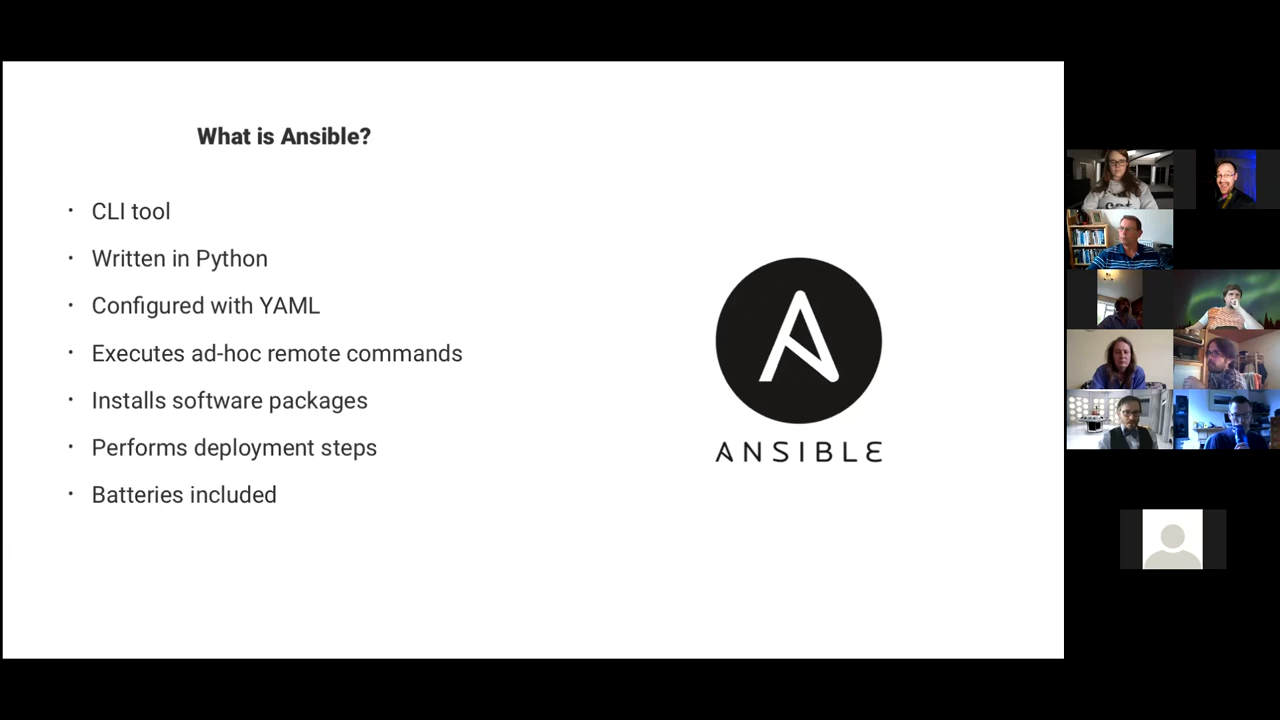 What is Ansible?
• CLI tool
• Written in Python
• Configured with YAML
• Executes ad-hoc remote commands
• Installs software packages
• Performs deployment steps
• Batteries included
ANSIBLE